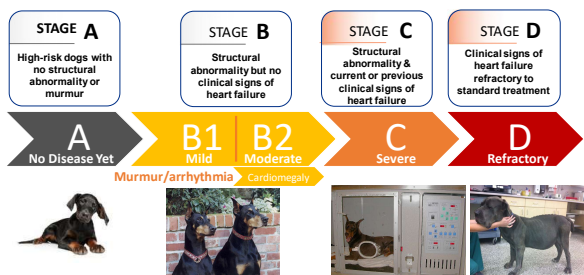 STAGE A
High-risk dogs with
no structural
abnormality or
murmur
STAGE B
Structural
abnormality but no
clinical signs of
heart failure
STAGE C
Structural
abnormality &
current or previous
clinical signs of
heart failure
STAGE D
Clinical signs of
heart failure
refractory to
standard treatment
A
No Disease Yet
B1
Mild
B2
Moderate
C
Severe
D
Refractory
Murmur/arrhythmia
Cardiomegaly